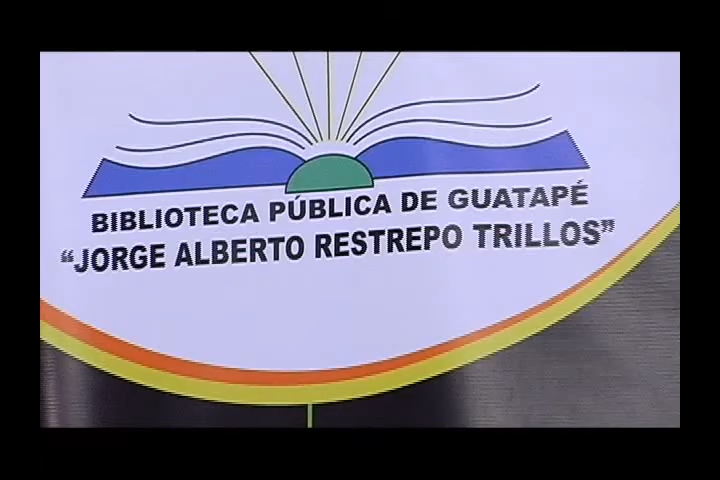 BIBLIOTECA PÚBLICA DE GUATAPÉ
“JORGE ALBERTO RESTREPO TRILLOS”